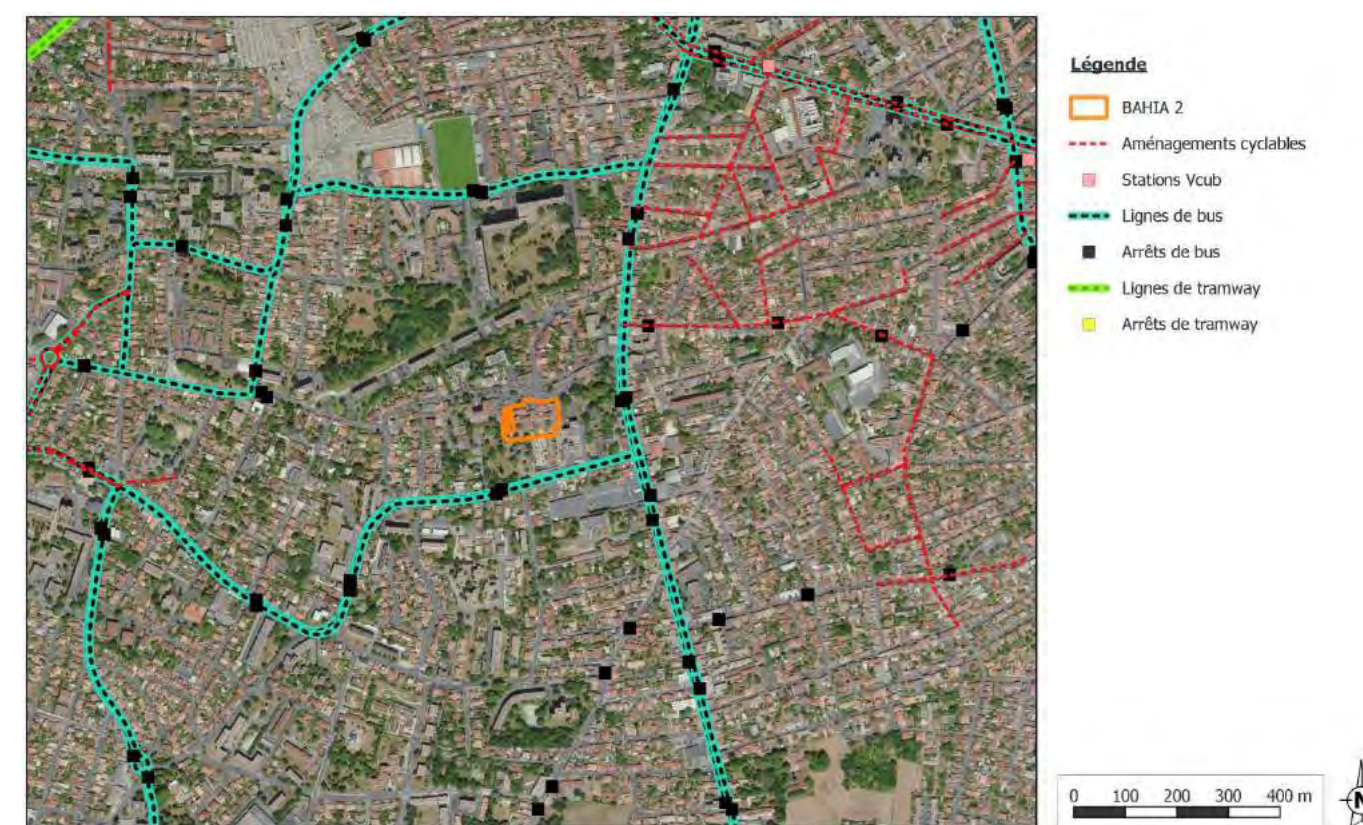 Légende
BAHIA 2
Aménagements cyclables
Stations Vcub
Lignes de bus
Arrêts de bus
Lignes de tramway
Arrêts de tramway
0 100 200 300 400 m
N